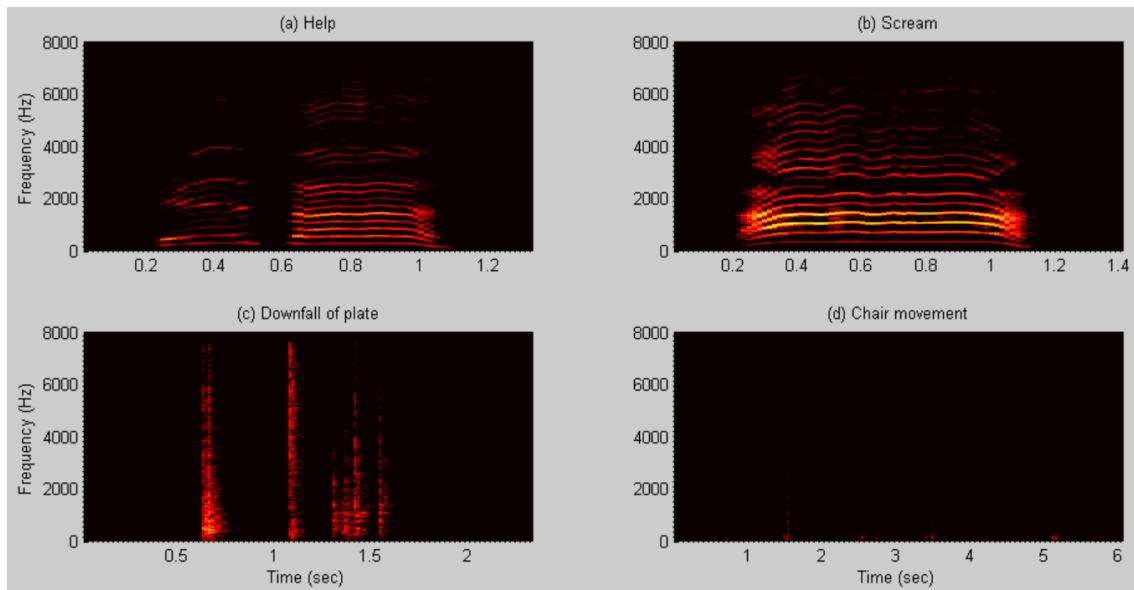 (a) Help
8000
6000
4000
2000
0
Frequency (Hz)
0.2 0.4 0.6 0.8 1 1.2
(b) Scream
8000
6000
4000
2000
0
0.2 0.4 0.6 0.8 1 1.2 1.4
(c) Downfall of plate
8000
6000
4000
2000
0
Frequency (Hz)
0.5 1 1.5 2
Time (sec)
(d) Chair movement
8000
6000
4000
2000
0
1 2 3 4 5 6
Time (sec)